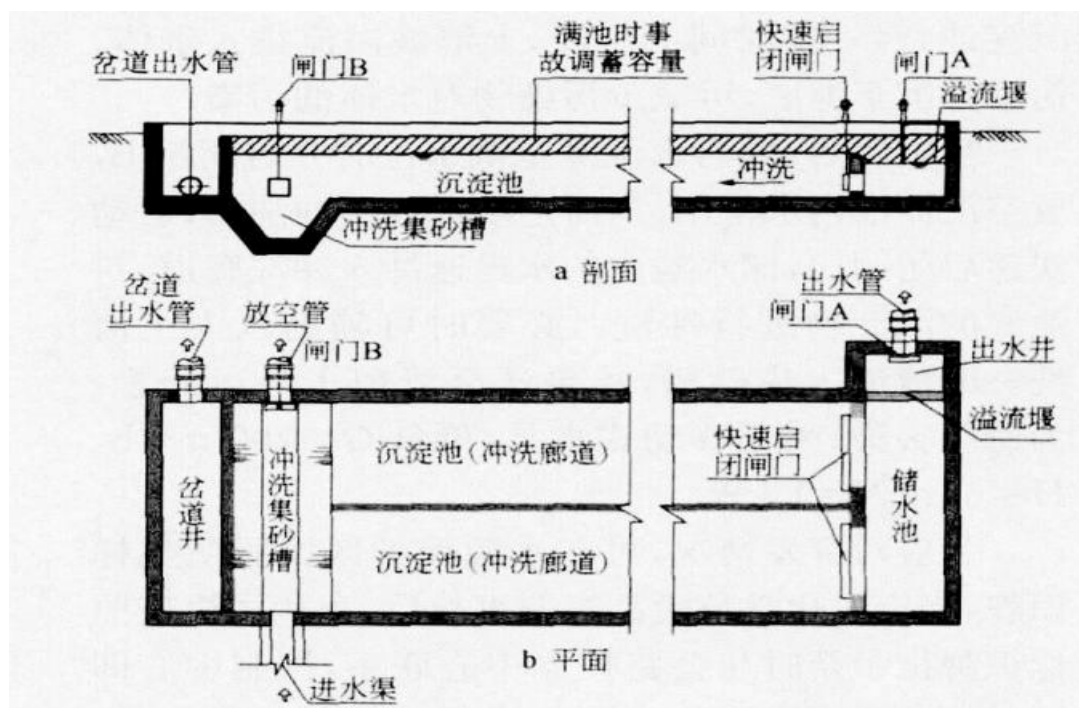 岔道出水管
闸门B
满池时事
故调蓄容量
快速启
闭闸门
闸门A
溢流堰
沉淀池
冲洗
冲洗集砂槽
a 剖面
岔道
出水管
放空管
闸门B
出水管
闸门A
出水井
溢流堰
岔道井
冲洗集砂槽
沉淀池(冲洗廊道)
快速启
闭闸门
储水池
沉淀池(冲洗廊道)
b 平面
进水渠